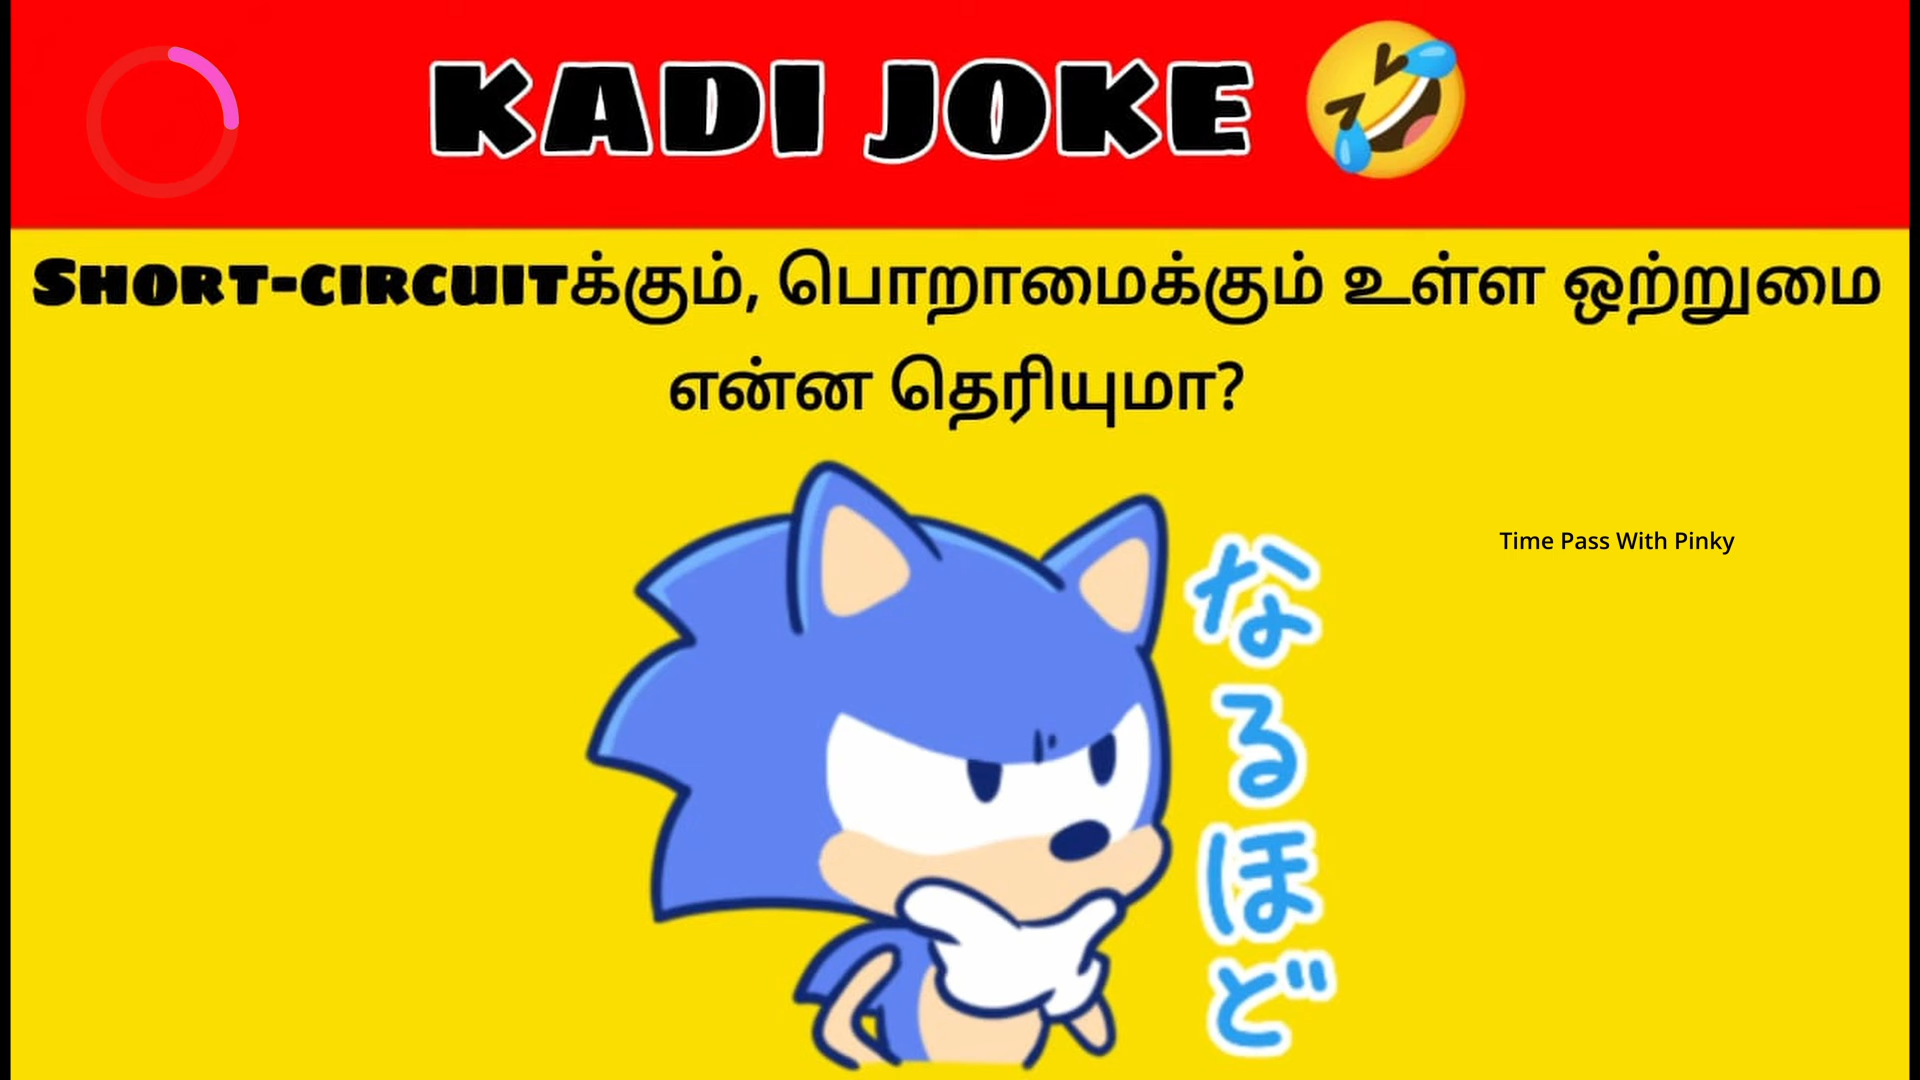 KADI JOKE 🤣
SHORT-CIRCUITக்கும், பொறாமைக்கும் உள்ள ஒற்றுமை
என்ன தெரியுமா?
Time Pass With Pinky
なるほど